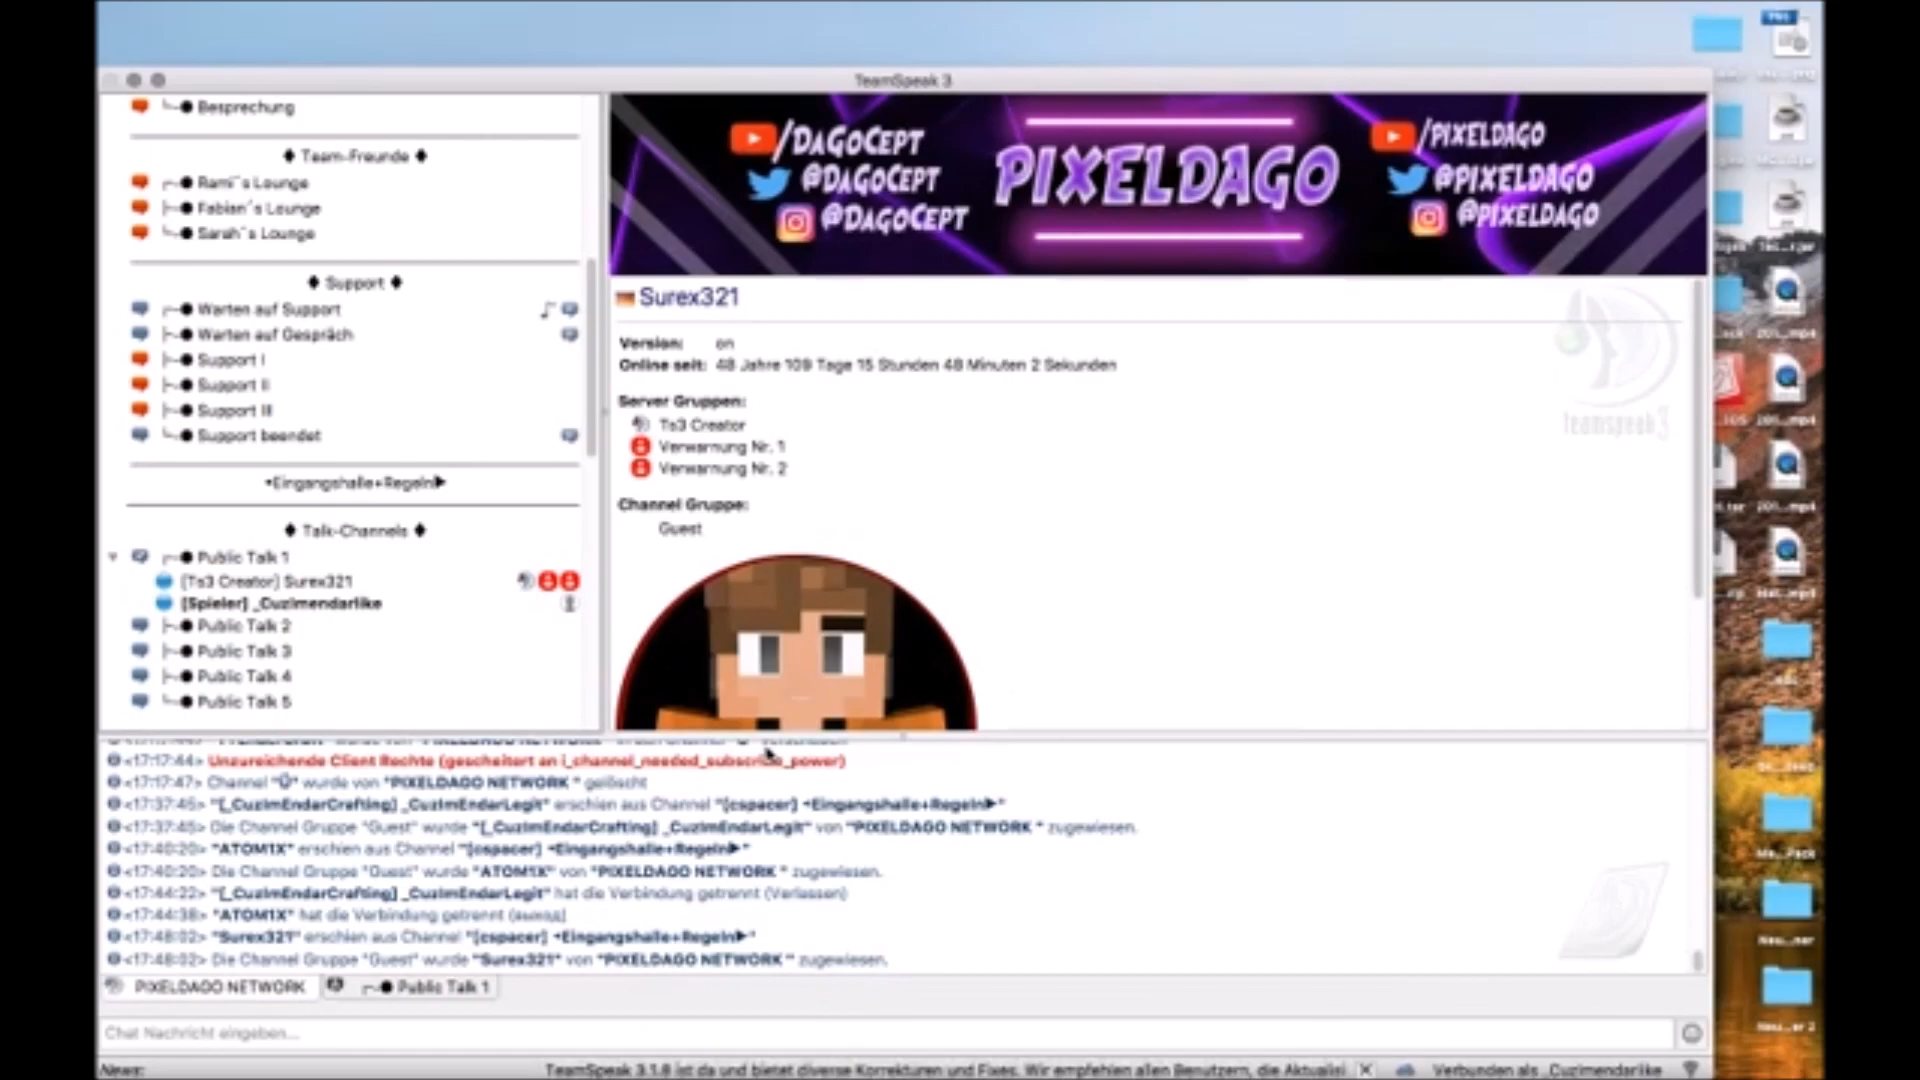 TeamSpeak 3
Besprechung
♦ Team-Freunde ♦
Rami´s Lounge
Fabian´s Lounge
Sarah´s Lounge
♦ Support ♦
Warten auf Support
Warten auf Gespräch
Support I
Support II
Support III
Support beendet
•Eingangshalle+Regeln▶
♦ Talk-Channels ♦
Public Talk 1
[Ts3 Creator] Surex321
[Spieler] _Cuzimendarlike
Public Talk 2
Public Talk 3
Public Talk 4
Public Talk 5
/DaGoCept
@DaGoCept
@DagoCept
PIXELDAGO
/PIXELDAGO
@PIXELDAGO
@PIXELDAGO
Surex321
Version: on
Online seit: 48 Jahre 109 Tage 15 Stunden 48 Minuten 2 Sekunden
Server Gruppen:
Ts3 Creator
Verwarnung Nr. 1
Verwarnung Nr. 2
Channel Gruppe:
Guest
teamspeak3
<17:17:44> Unzureichende Client Rechte (gescheitert an i_channel_needed_subscribe_power)
<17:17:47> Channel "Ü" wurde von "PIXELDAGO NETWORK " gelöscht
<17:37:45> "[_CuzImEndarCrafting] _CuzImEndarLegit" erschien aus Channel "[cspacer] •Eingangshalle+Regeln▶"
<17:37:45> Die Channel Gruppe "Guest" wurde "[_CuzImEndarCrafting] _CuzImEndarLegit" von "PIXELDAGO NETWORK " zugewiesen.
<17:40:20> "ATOM1X" erschien aus Channel "[cspacer] •Eingangshalle+Regeln▶"
<17:40:20> Die Channel Gruppe "Guest" wurde "ATOM1X" von "PIXELDAGO NETWORK " zugewiesen.
<17:44:22> "[_CuzImEndarCrafting] _CuzImEndarLegit" hat die Verbindung getrennt (Verlassen)
<17:44:38> "ATOM1X" hat die Verbindung getrennt (выход)
<17:48:02> "Surex321" erschien aus Channel "[cspacer] •Eingangshalle+Regeln▶"
<17:48:02> Die Channel Gruppe "Guest" wurde "Surex321" von "PIXELDAGO NETWORK " zugewiesen.
PIXELDAGO NETWORK
Public Talk 1
Chat Nachricht eingeben...
News: TeamSpeak 3.1.8 ist da und bietet diverse Korrekturen und Fixes. Wir empfehlen allen Benutzern, die Aktualisi
Verbunden als _Cuzimendarlike